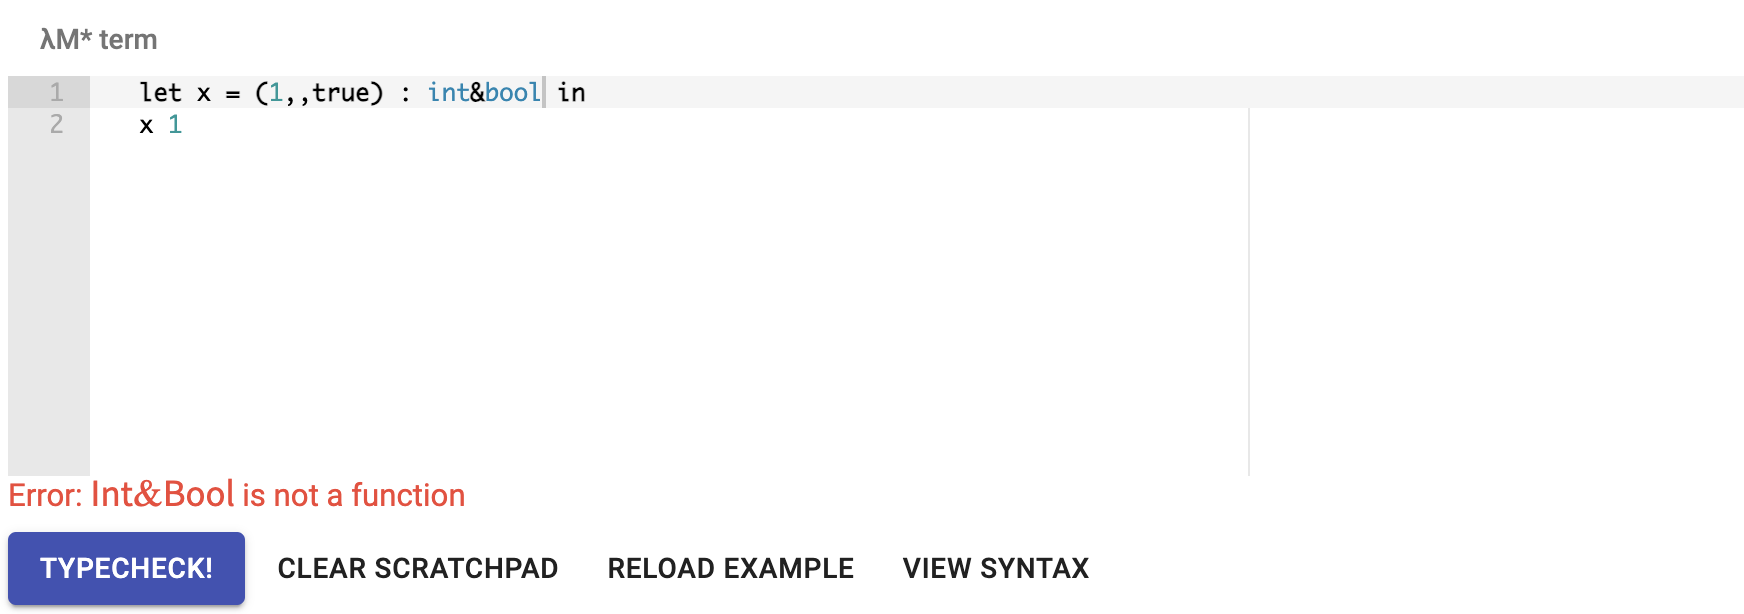 λM* term
1 let x = (1,,true) : int&bool in
2 x 1
Error: Int&Bool is not a function
TYPECHECK! CLEAR SCRATCHPAD RELOAD EXAMPLE VIEW SYNTAX